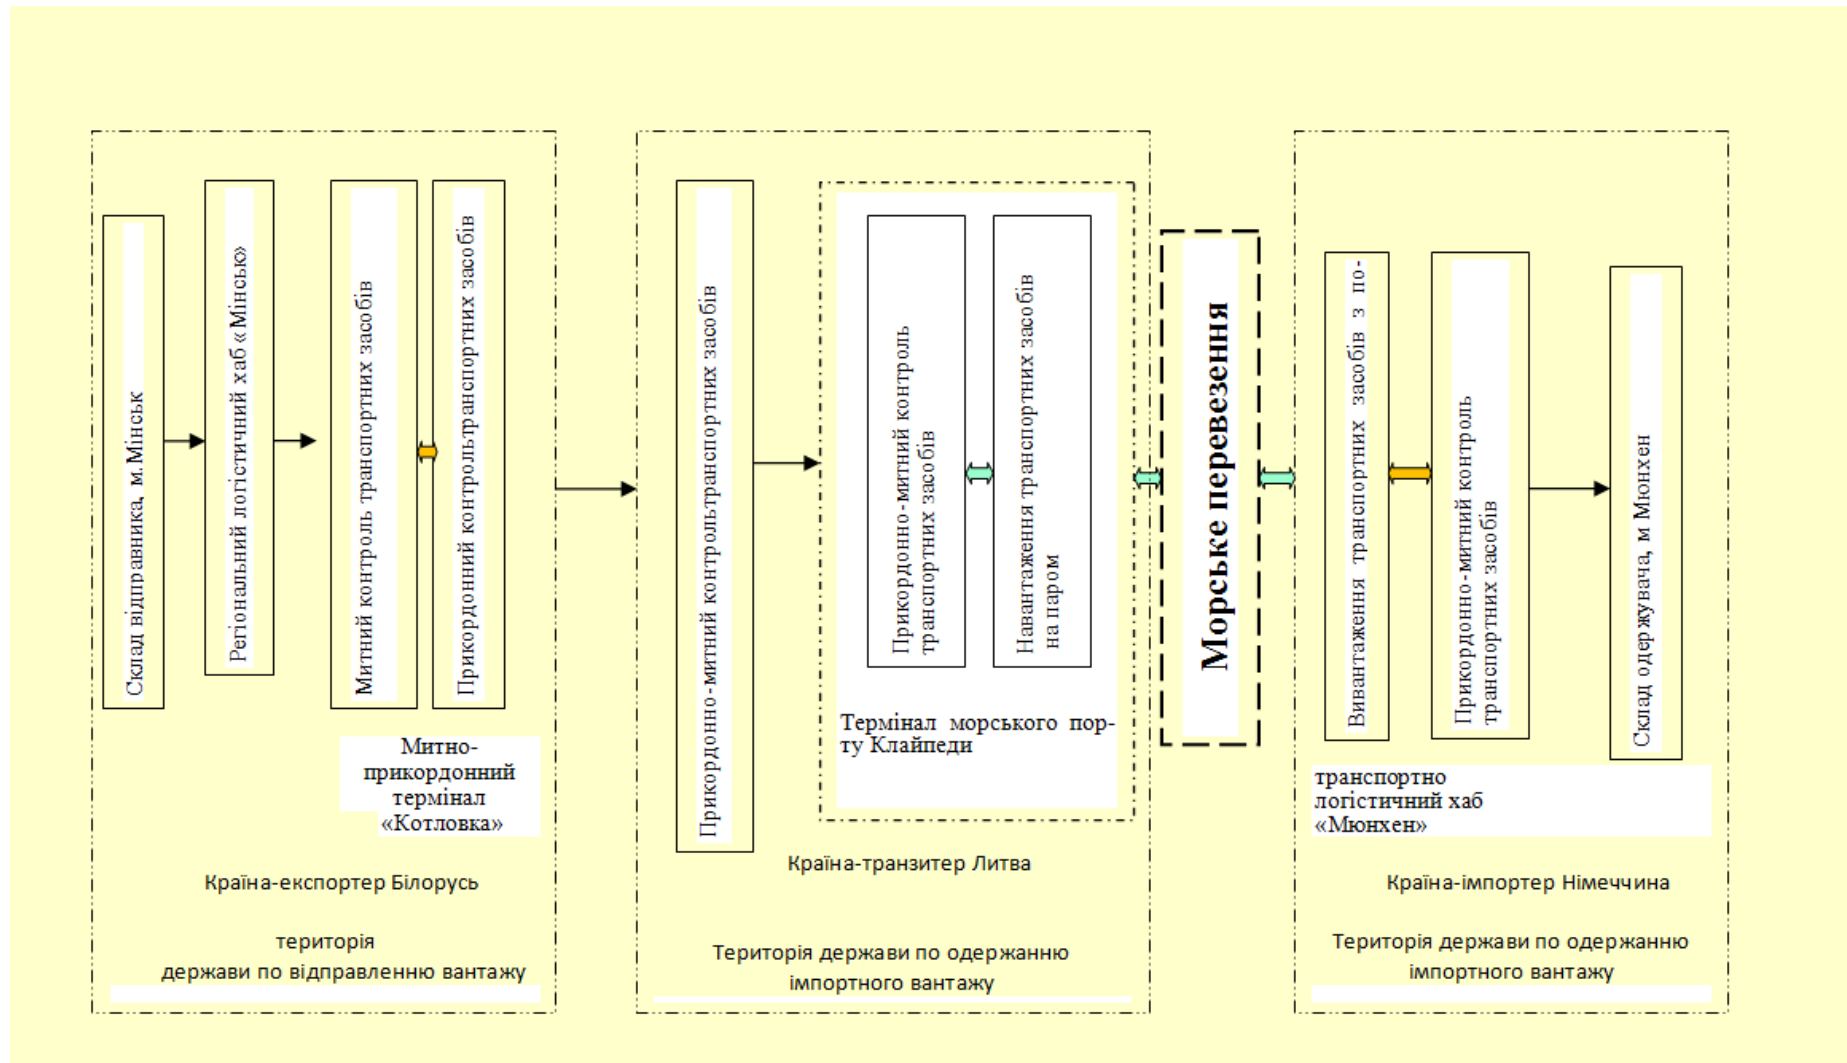 Склад відправника, м.Мінськ
Регіональний логістичний хаб «Мінськ»
Митний контроль транспортних засобів
Прикордонний контрольтранспортних засобів
Митно-
прикордонний
термінал
«Котловка»
Країна-експортер Білорусь
територія
держави по відправленню вантажу
Прикордонно-митний контрольтранспортних засобів
Прикордонно-митний контроль
транспортних засобів
Навантаження транспортних засобів
на паром
Термінал морського пор-
ту Клайпеди
Країна-транзитер Литва
Територія держави по одержанню
імпортного вантажу
Морське перевезення
Вивантаження транспортних засобів з по-
Прикордонно-митний контроль
транспортних засобів
Склад одержувача, м Мюнхен
транспортно
логістичний хаб
«Мюнхен»
Країна-імпортер Німеччина
Територія держави по одержанню
імпортного вантажу